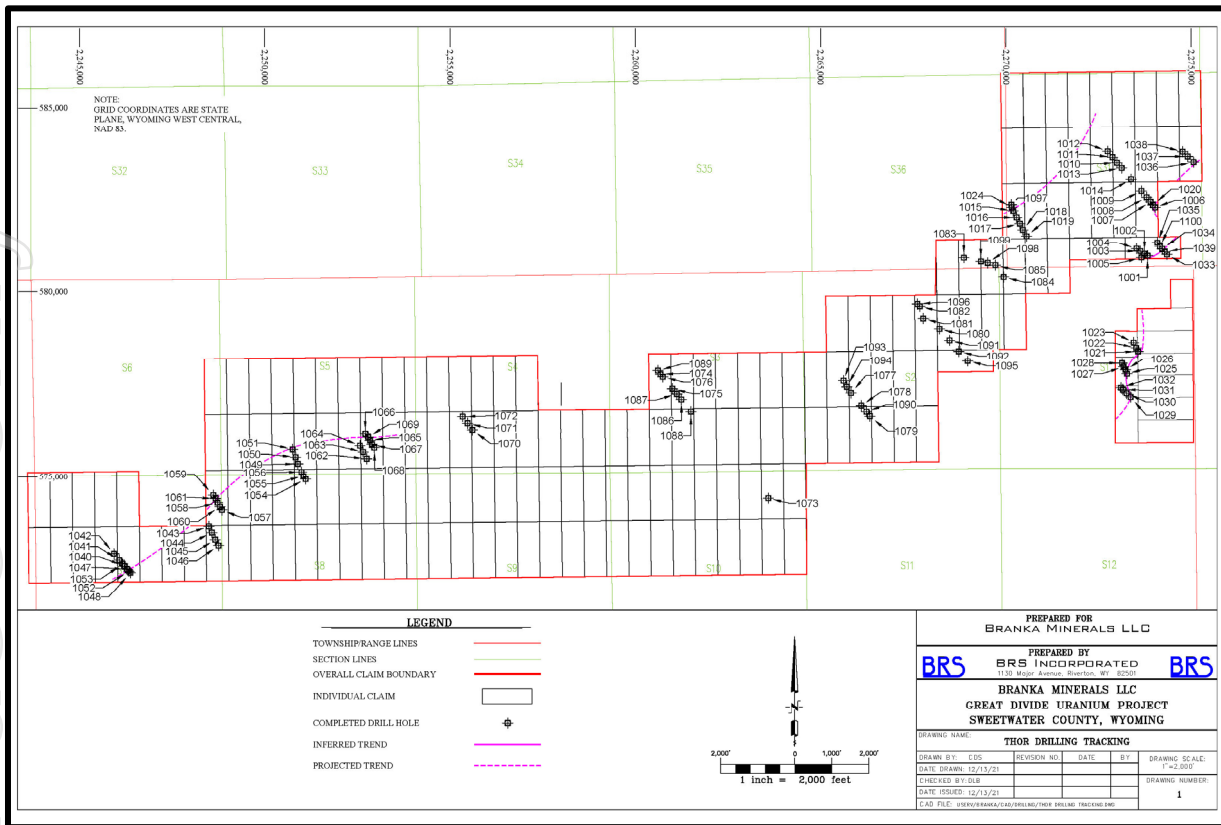 2,245,000
2,250,000
2,255,000
2,260,000
2,265,000
2,270,000
2,275,000
585,000
580,000
575,000
NOTE:
GRID COORDINATES ARE STATE
PLANE, WYOMING WEST CENTRAL,
NAD 83.
S32
S33
S34
S35
S36
S6
S5
S2
S8
S9
S10
S11
S12
1012
1011
1010
1013
1038
1037
1036
1014
1009
1008
1007
1020
1006
1035
1100
1034
1002
1004
1003
1005
1001
1039
1033
1024
1097
1015
1016
1017
1018
1019
1083
1099
1098
1085
1084
1096
1082
1081
1080
1091
1092
1095
1023
1022
1021
1028
1027
1026
1025
1032
1031
1030
1029
1093
1094
1077
1078
1090
1079
1089
1074
1076
1087
1075
1086
1088
1073
1072
1071
1070
1066
1064
1069
1063
1065
1062
1067
1068
1051
1050
1049
1056
1055
1054
1059
1061
1058
1060
1057
1043
1044
1045
1046
1042
1041
1040
1047
1053
1052
1048
LEGEND
TOWNSHIP/RANGE LINES
SECTION LINES
OVERALL CLAIM BOUNDARY
INDIVIDUAL CLAIM
COMPLETED DRILL HOLE
INFERRED TREND
PROJECTED TREND
N
2,000' 0 1,000' 2,000'
1 inch = 2,000 feet
PREPARED FOR
BRANKA MINERALS LLC
PREPARED BY
BRS BRS INCORPORATED BRS
1130 Major Avenue, Riverton, WY 82501
BRANKA MINERALS LLC
GREAT DIVIDE URANIUM PROJECT
SWEETWATER COUNTY, WYOMING
DRAWING NAME:
THOR DRILLING TRACKING
DRAWN BY: CDS REVISION NO. DATE BY DRAWING SCALE:
1"=2,000'
DATE DRAWN: 12/13/21
CHECKED BY: DLB DRAWING NUMBER:
DATE ISSUED: 12/13/21 1
CAD FILE: USERV/BRANKA/CAD/DRILLING/THOR DRILLING TRACKING.DWG